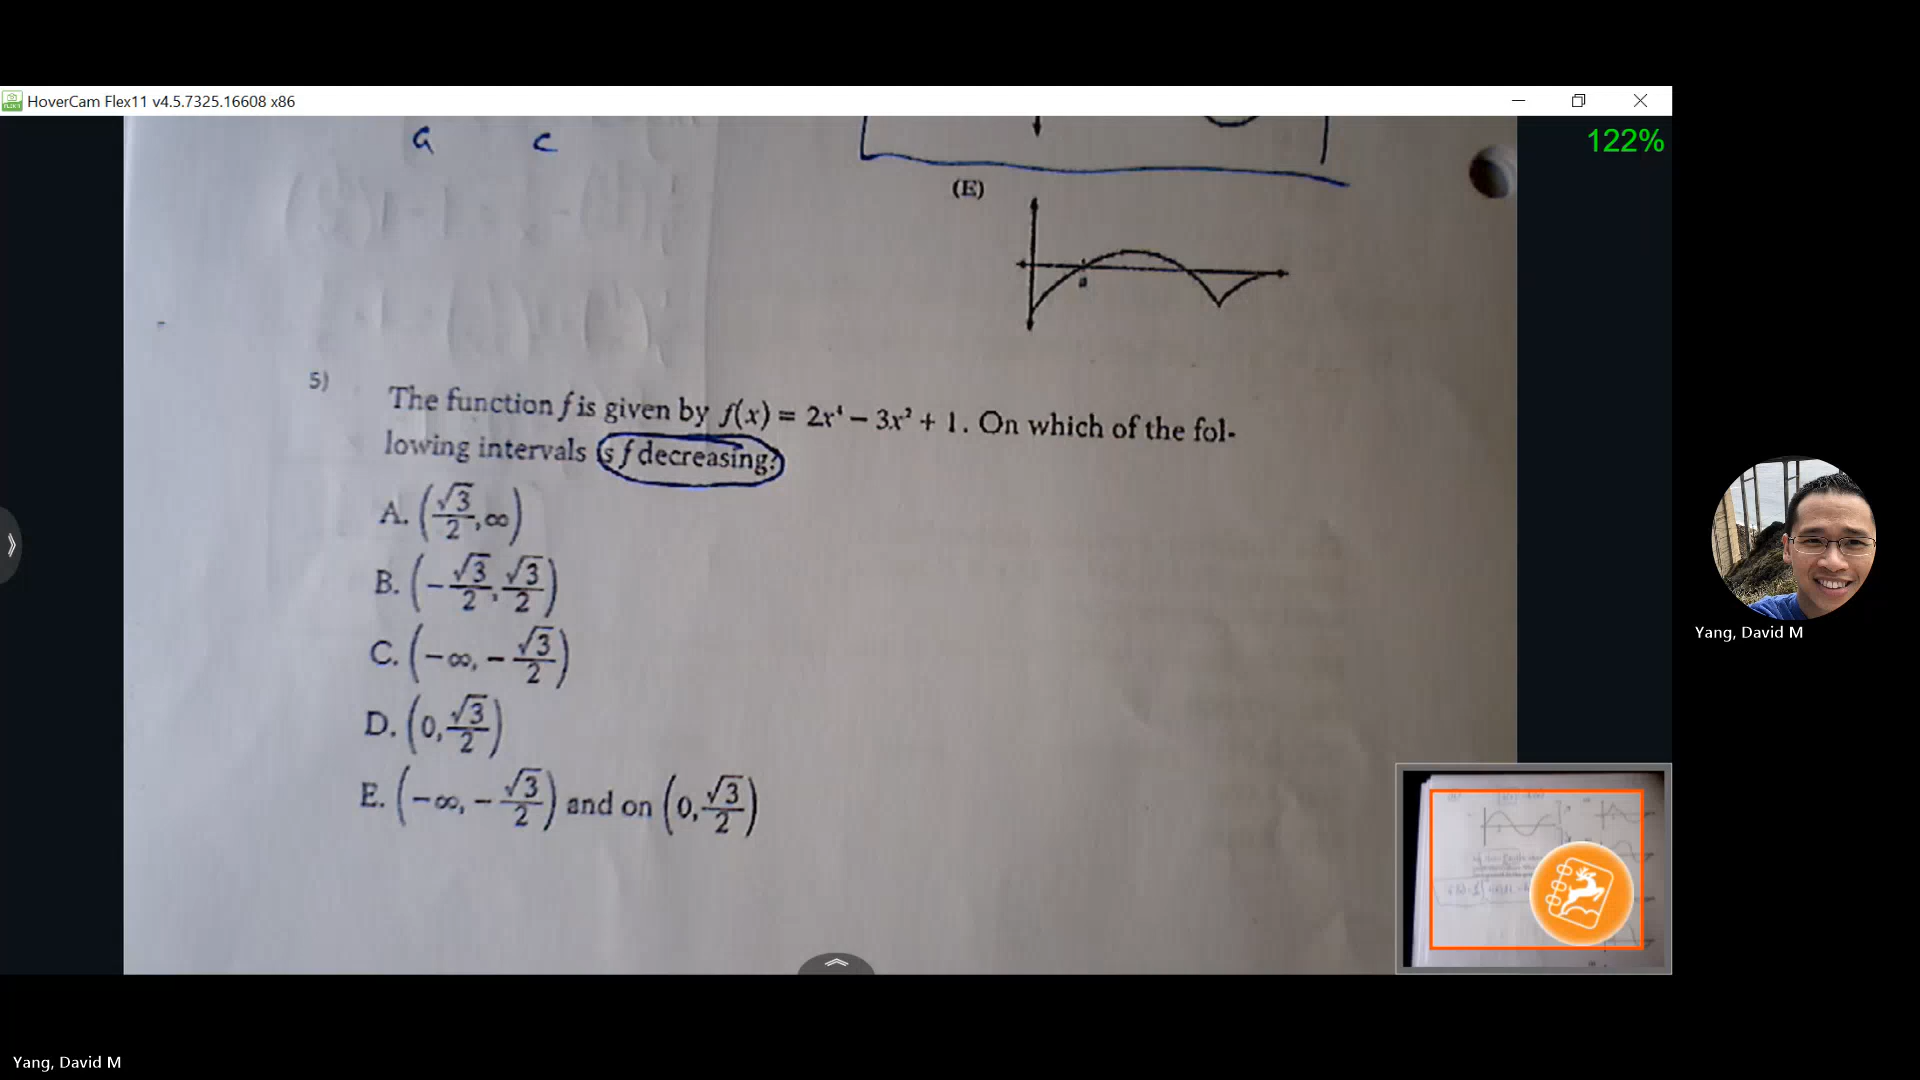 HoverCam Flex11 v4.5.7325.16608 x86
122%
a c
(E)
a
5)
The function f is given by f(x) = 2x⁴ – 3x² + 1. On which of the fol-
lowing intervals is f decreasing?
A. (√3/2, ∞)
B. (–√3/2, √3/2)
C. (–∞, –√3/2)
D. (0, √3/2)
E. (–∞, –√3/2) and on (0, √3/2)
Yang, David M
Yang, David M